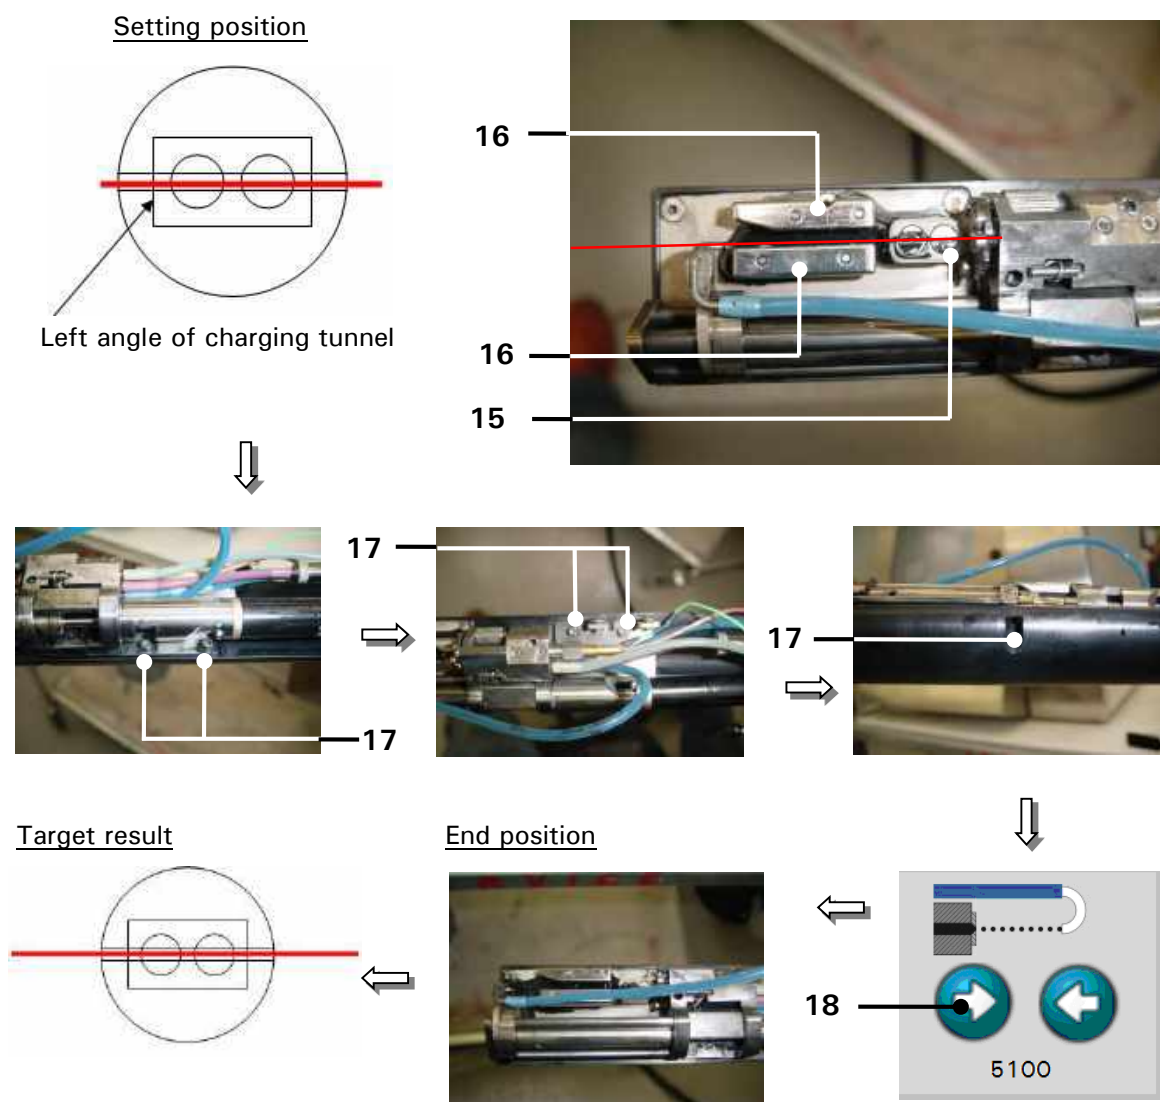 Setting position
16
Left angle of charging tunnel
16
15
17
17
17
Target result
End position
18
5100